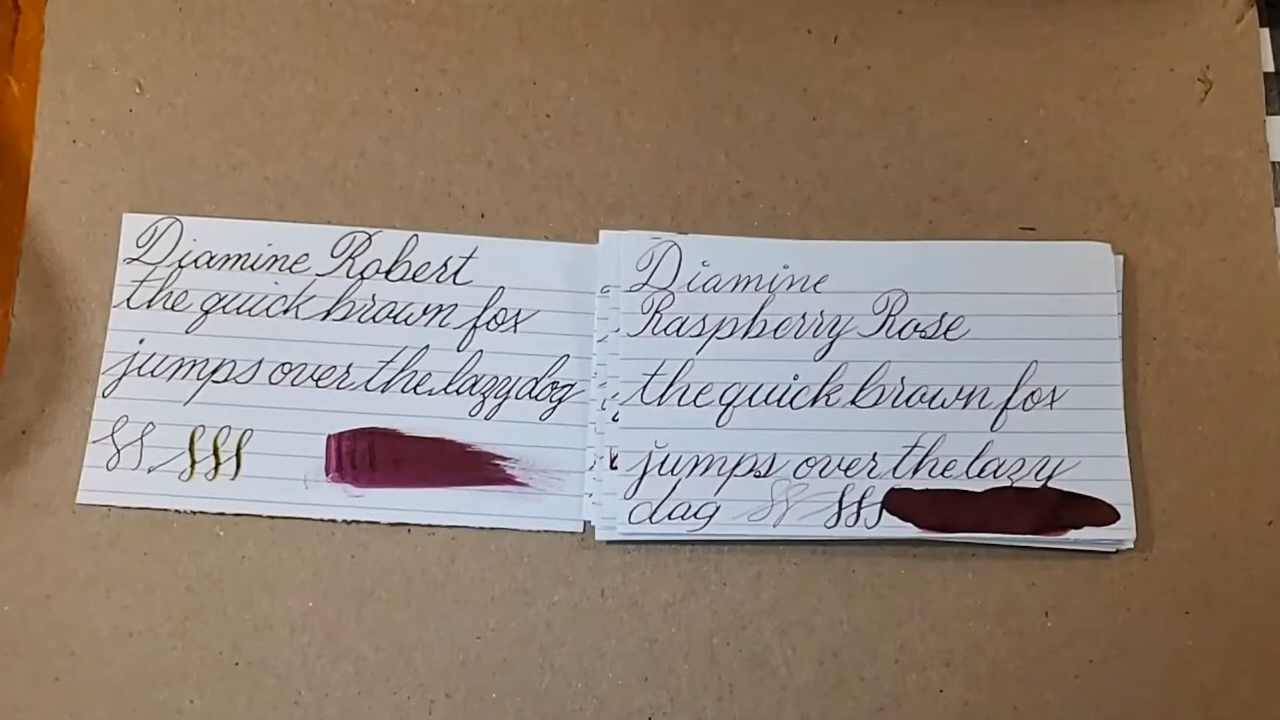 Diamine Robert
the quick brown fox
jumps over the lazy dog
Diamine
Raspberry Rose
the quick brown fox
jumps over the lazy
dag